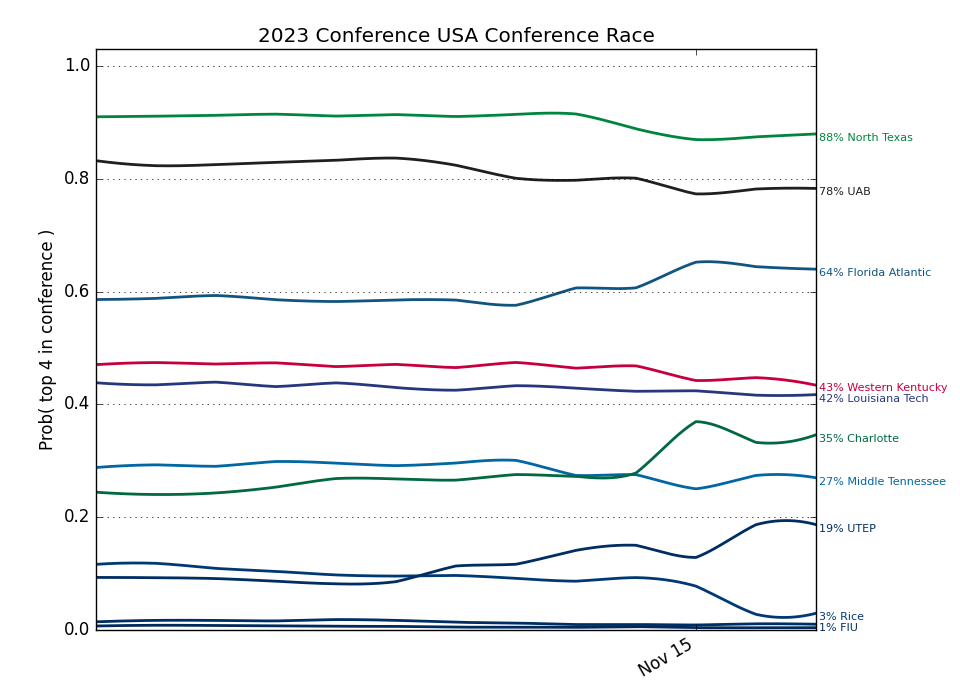 2023 Conference USA Conference Race
1.0
0.8
0.6
0.4
0.2
0.0
Prob( top 4 in conference )
88% North Texas
78% UAB
64% Florida Atlantic
43% Western Kentucky
42% Louisiana Tech
35% Charlotte
27% Middle Tennessee
19% UTEP
3% Rice
1% FIU
Nov 15